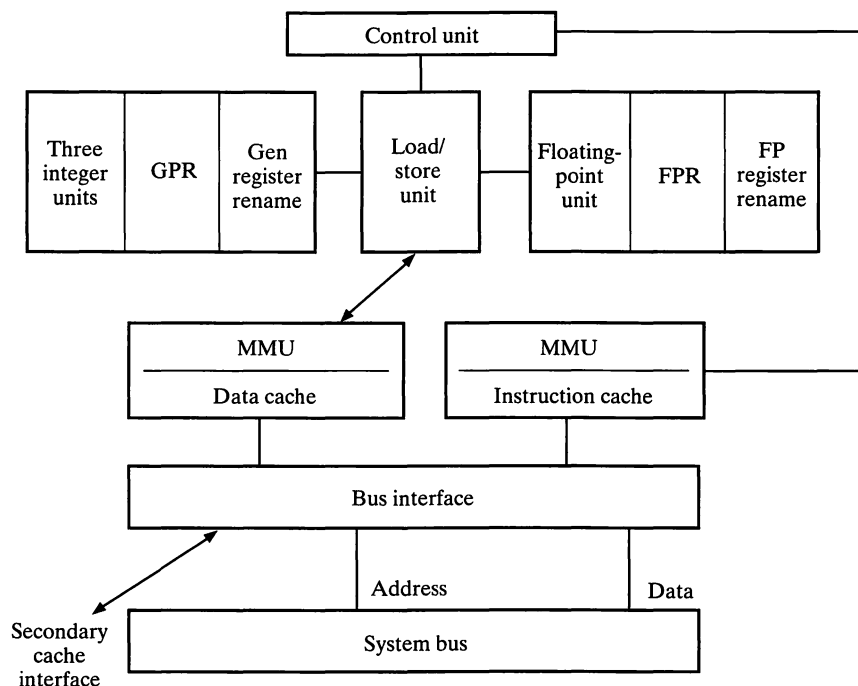 Control unit
Three
integer
units
GPR
Gen
register
rename
Load/
store
unit
Floating-
point
unit
FPR
FP
register
rename
MMU
Data cache
MMU
Instruction cache
Bus interface
Address
Data
Secondary
cache
interface
System bus